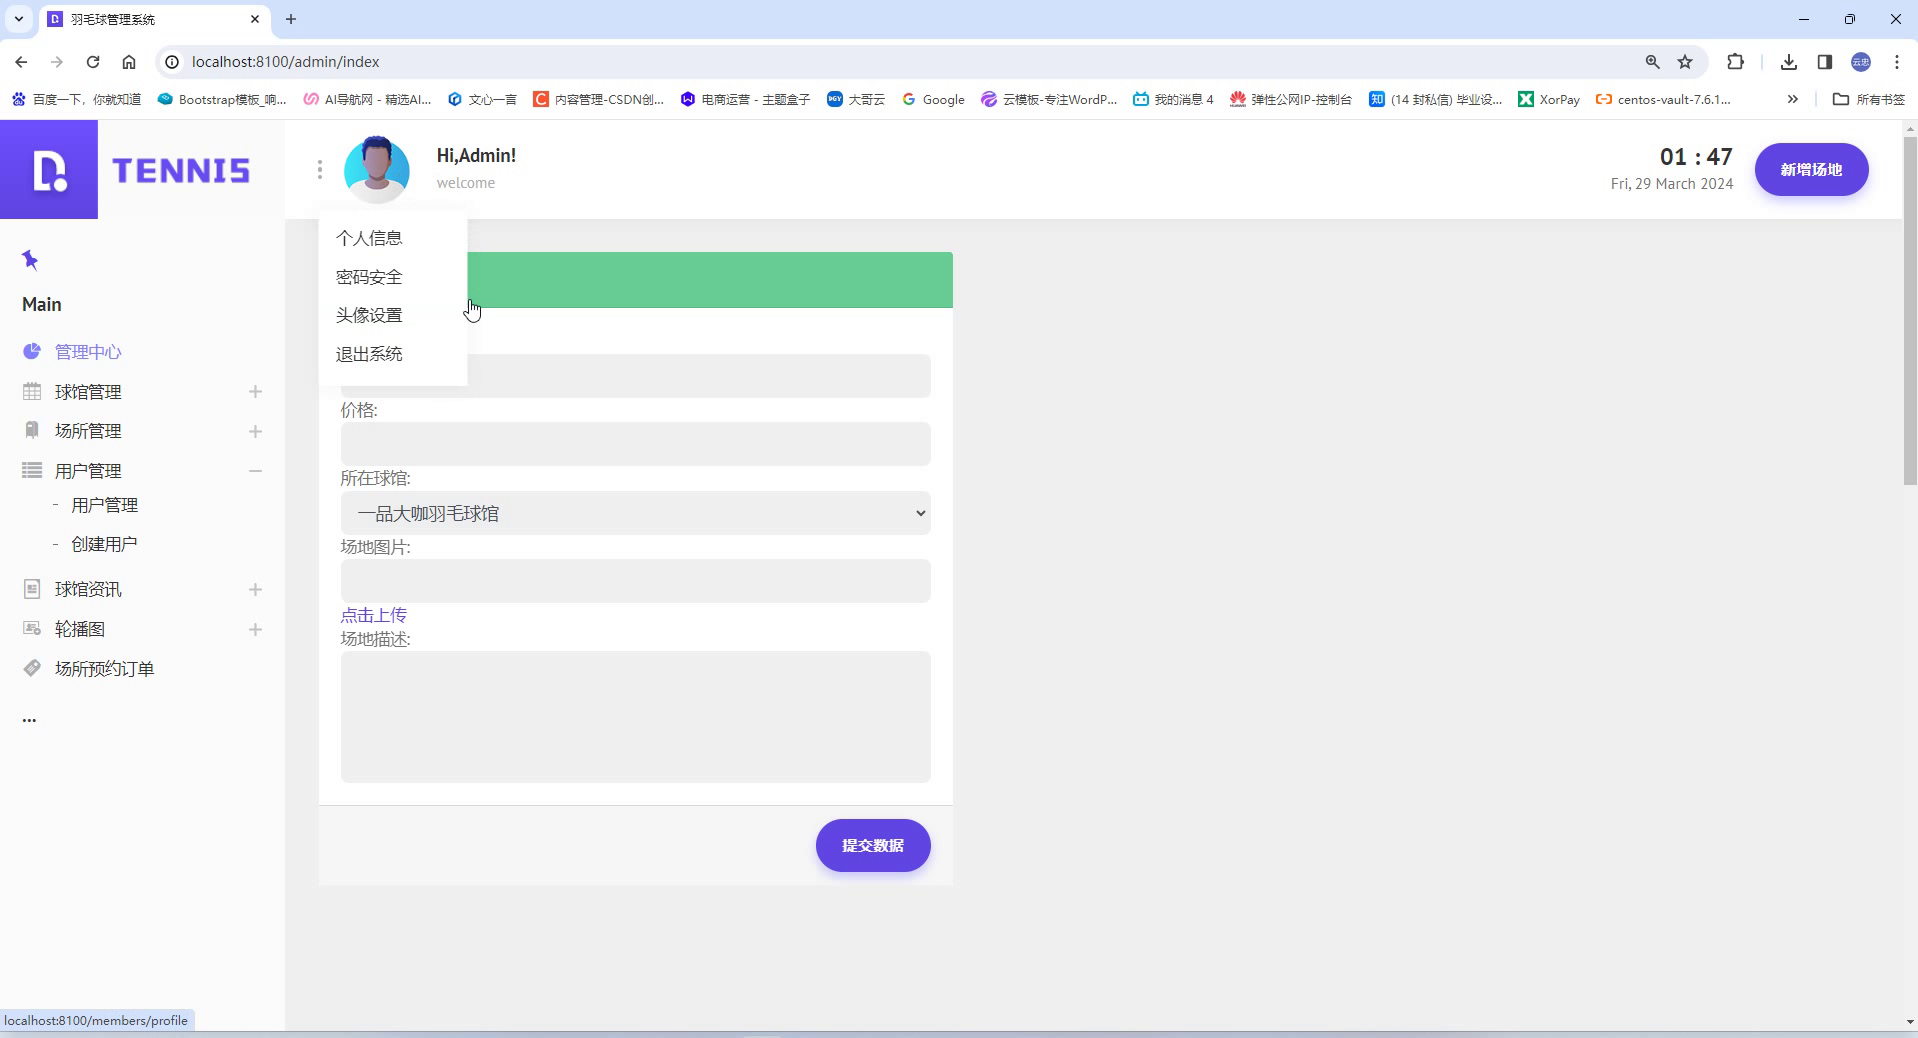 羽毛球管理系统
localhost:8100/admin/index
百度一下，你就知道
Bootstrap模板_响...
AI导航网 - 精选AI...
文心一言
内容管理-CSDN创...
电商运营 - 主题盒子
大哥云
Google
云模板-专注WordP...
我的消息 4
弹性公网IP-控制台
(14 封私信) 毕业设...
XorPay
centos-vault-7.6.1...
所有书签
TENNIS
Hi,Admin!
welcome
01 : 47
Fri, 29 March 2024
新增场地
个人信息
密码安全
头像设置
退出系统
Main
管理中心
球馆管理
场所管理
用户管理
- 用户管理
- 创建用户
球馆资讯
轮播图
场所预约订单
...
价格:
所在球馆:
一品大咖羽毛球馆
场地图片:
点击上传
场地描述:
提交数据
localhost:8100/members/profile